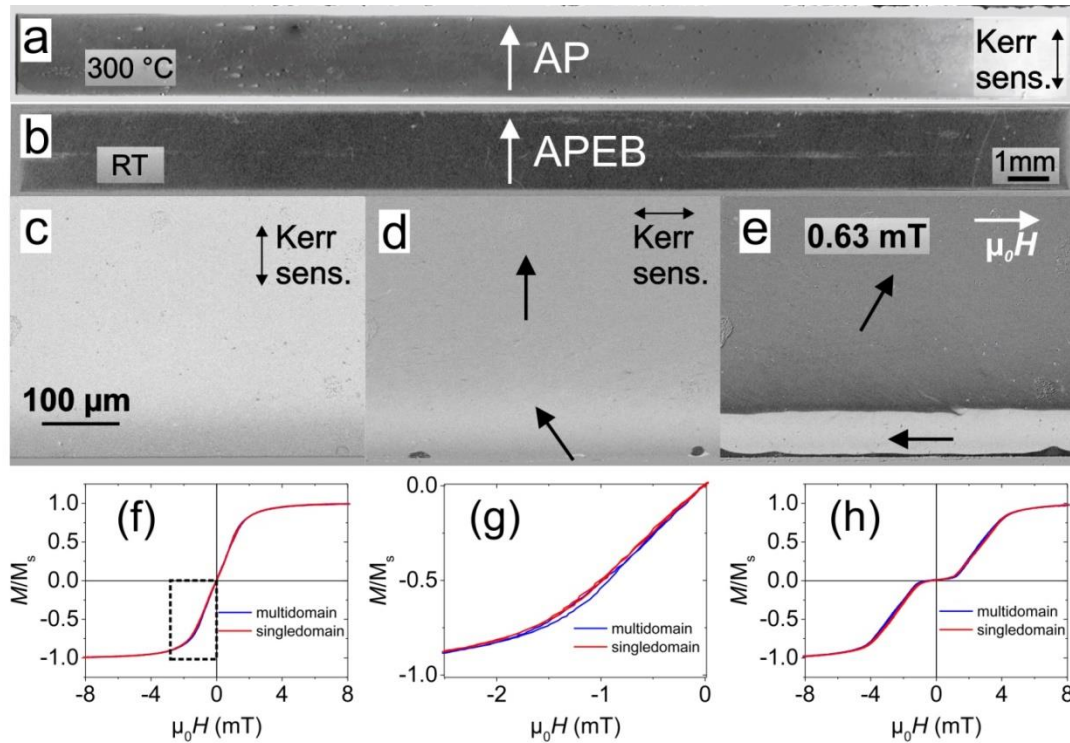 a
300 °C
AP
Kerr
sens.
b
RT
APEB
1mm
c
Kerr
sens.
100 µm
d
Kerr
sens.
e
0.63 mT
µ₀H
(f)
M/Mₛ
1.0
0.5
0.0
-0.5
-1.0
multidomain
singledomain
-8 -4 0 4 8
µ₀H (mT)
(g)
M/Mₛ
0.0
-0.5
-1.0
multidomain
singledomain
-2 -1 0
µ₀H (mT)
(h)
M/Mₛ
1.0
0.5
0.0
-0.5
-1.0
multidomain
singledomain
-8 -4 0 4 8
µ₀H (mT)